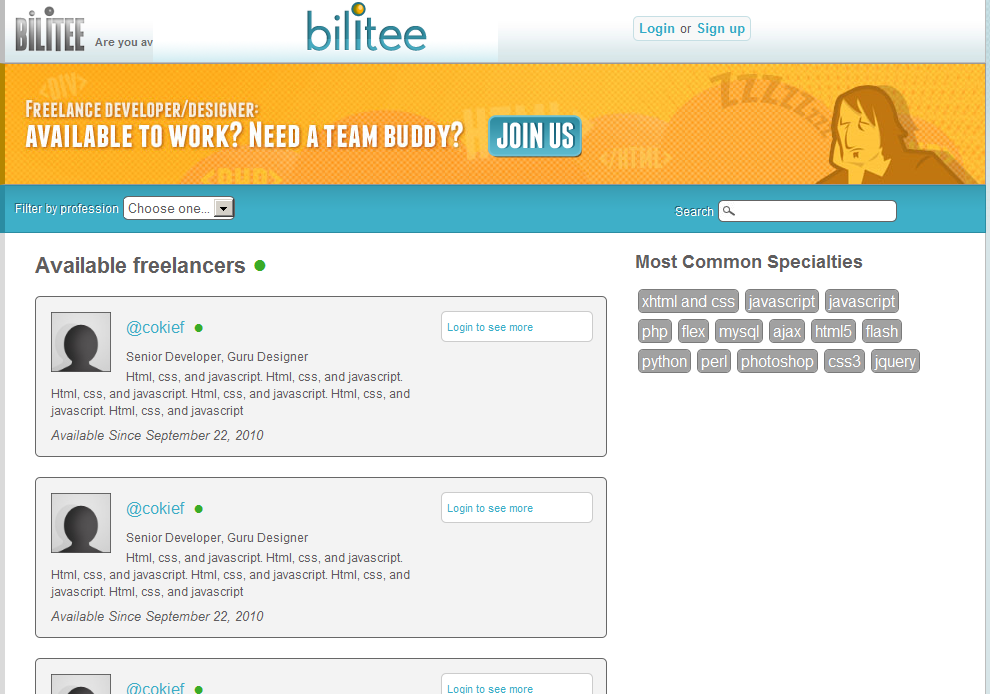 BILITEE Are you av
bilitee
Login or Sign up
<DIV>
ZZZZZZZ
FREELANCE DEVELOPER/DESIGNER:
AVAILABLE TO WORK? NEED A TEAM BUDDY?
JOIN US
HTML
</HTML>
<PHP>
Filter by profession Choose one...
Search
Available freelancers
@cokief
Login to see more
Senior Developer, Guru Designer
Html, css, and javascript. Html, css, and javascript.
Html, css, and javascript. Html, css, and javascript. Html, css, and
javascript. Html, css, and javascript
Available Since September 22, 2010
@cokief
Login to see more
Senior Developer, Guru Designer
Html, css, and javascript. Html, css, and javascript.
Html, css, and javascript. Html, css, and javascript. Html, css, and
javascript. Html, css, and javascript
Available Since September 22, 2010
@cokief
Login to see more
Most Common Specialties
xhtml and css javascript javascript
php flex mysql ajax html5 flash
python perl photoshop css3 jquery